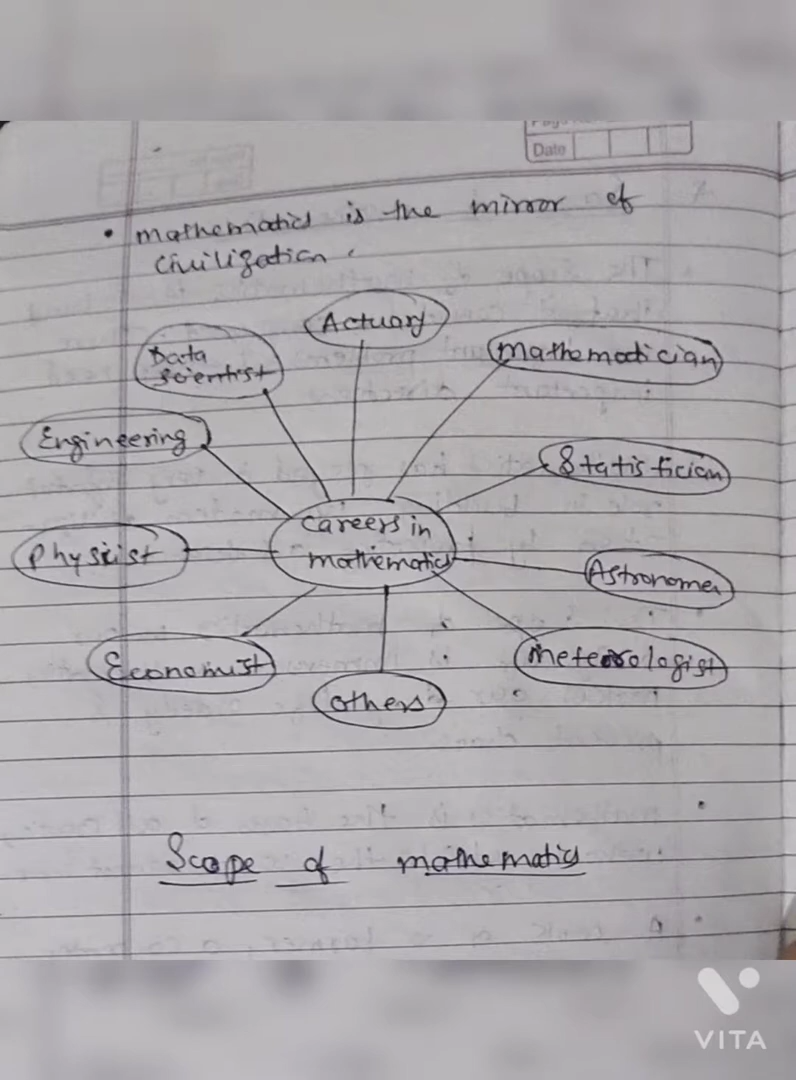 Date
• mathematics is the mirror of
civilization.
Actuary
Data
scientist
mathematician
Engineering
Statistician
careers in
mathematics
Physicist
Astronomer
Economist
meteorologist
others
Scope of mathematics
VITA